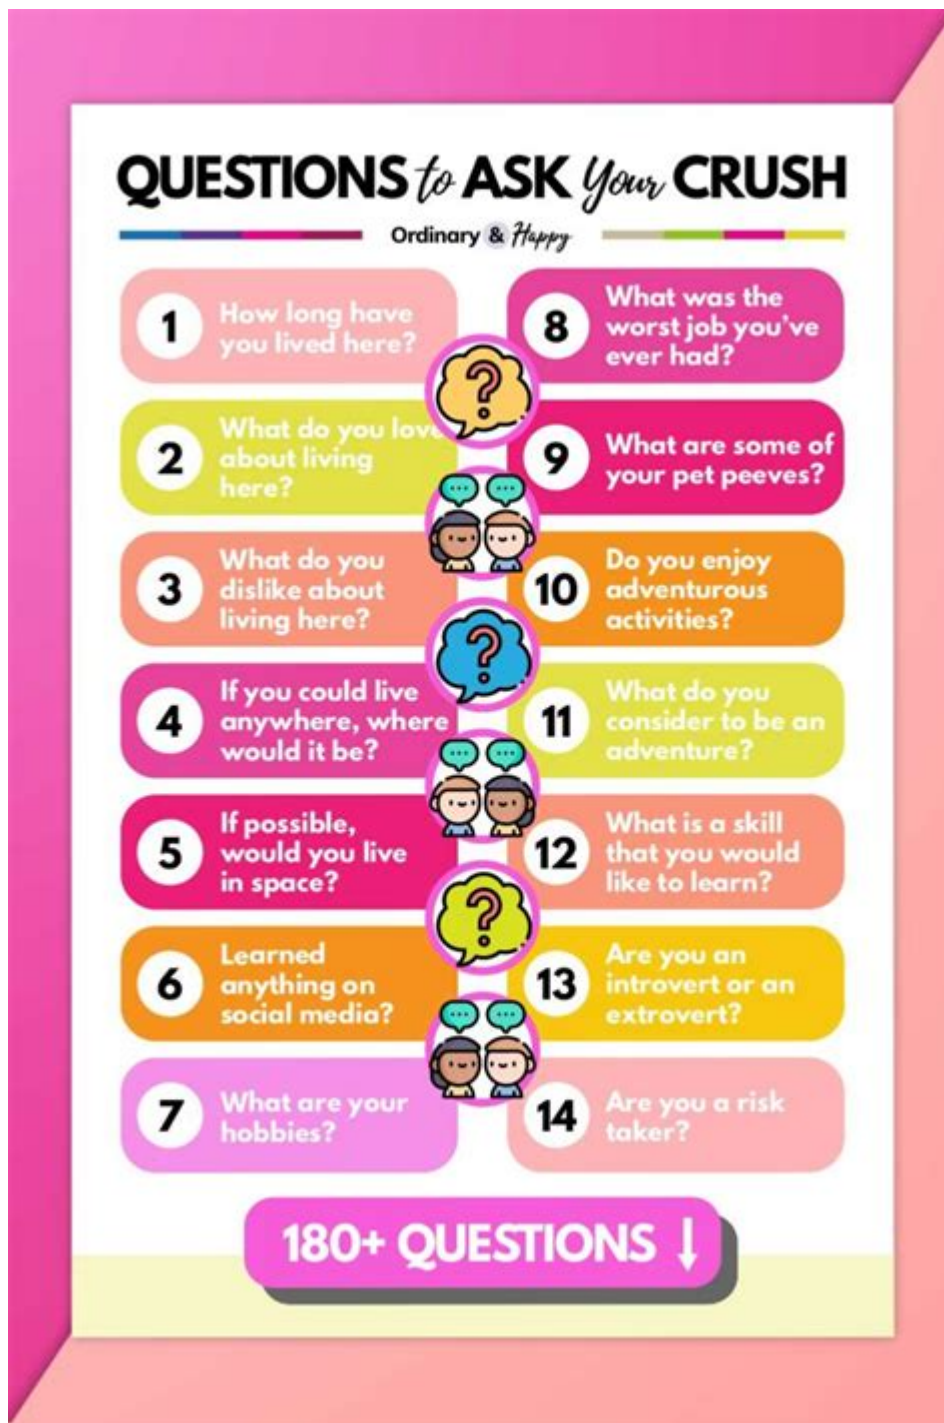 QUESTIONS to ASK Your CRUSH
Ordinary & Happy
1
How long have
you lived here?
2
What do you love
about living
here?
3
What do you
dislike about
living here?
4
If you could live
anywhere, where
would it be?
5
If possible,
would you live
in space?
6
Learned
anything on
social media?
7
What are your
hobbies?
8
What was the
worst job you've
ever had?
9
What are some of
your pet peeves?
10
Do you enjoy
adventurous
activities?
11
What do you
consider to be an
adventure?
12
What is a skill
that you would
like to learn?
13
Are you an
introvert or an
extrovert?
14
Are you a risk
taker?
180+ QUESTIONS ↓